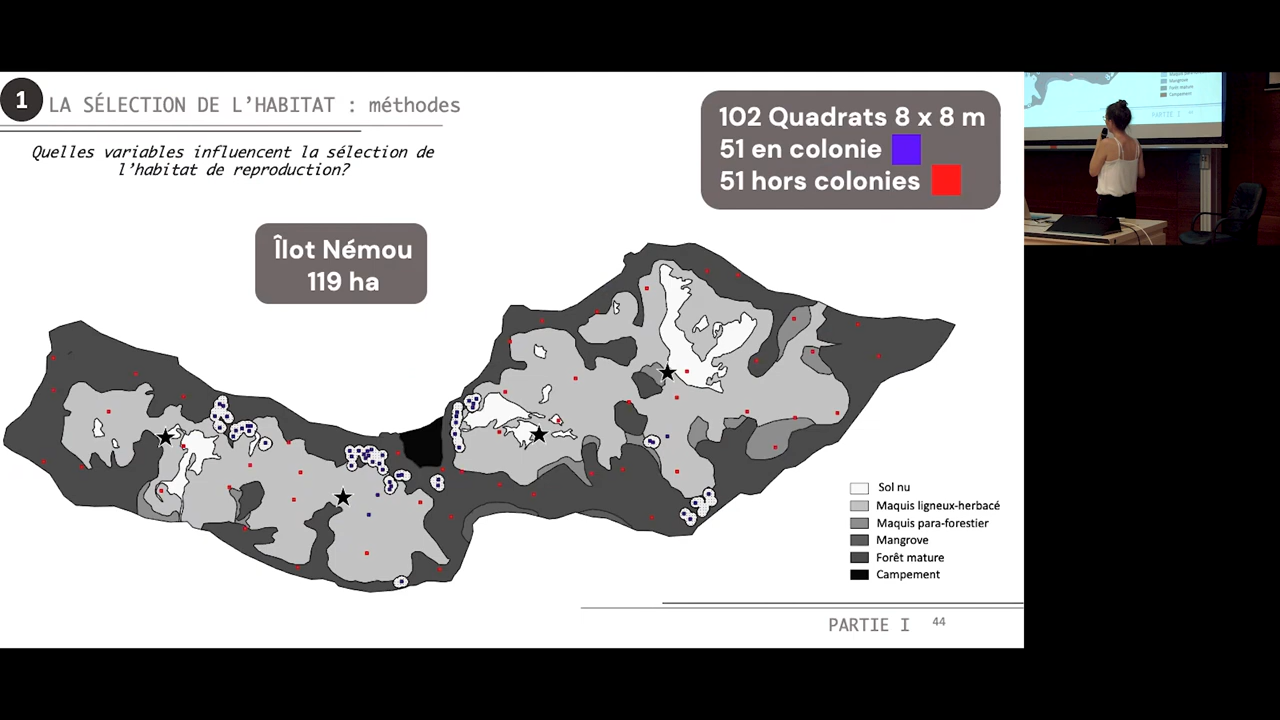 1 LA SÉLECTION DE L'HABITAT : méthodes
Quelles variables influencent la sélection de
l'habitat de reproduction?
102 Quadrats 8 x 8 m
51 en colonie
51 hors colonies
Îlot Némou
119 ha
Sol nu
Maquis ligneux-herbacé
Maquis para-forestier
Mangrove
Forêt mature
Campement
PARTIE I 44